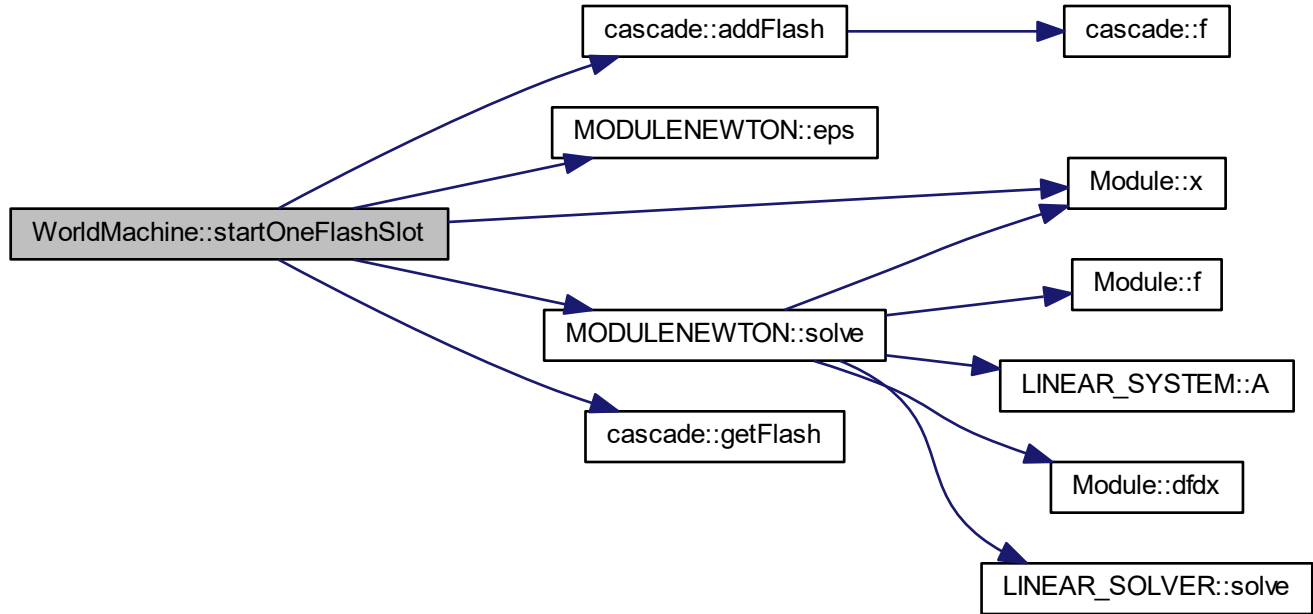 cascade::addFlash
cascade::f
MODULENEWTON::eps
Module::x
WorldMachine::startOneFlashSlot
Module::f
MODULENEWTON::solve
LINEAR_SYSTEM::A
cascade::getFlash
Module::dfdx
LINEAR_SOLVER::solve